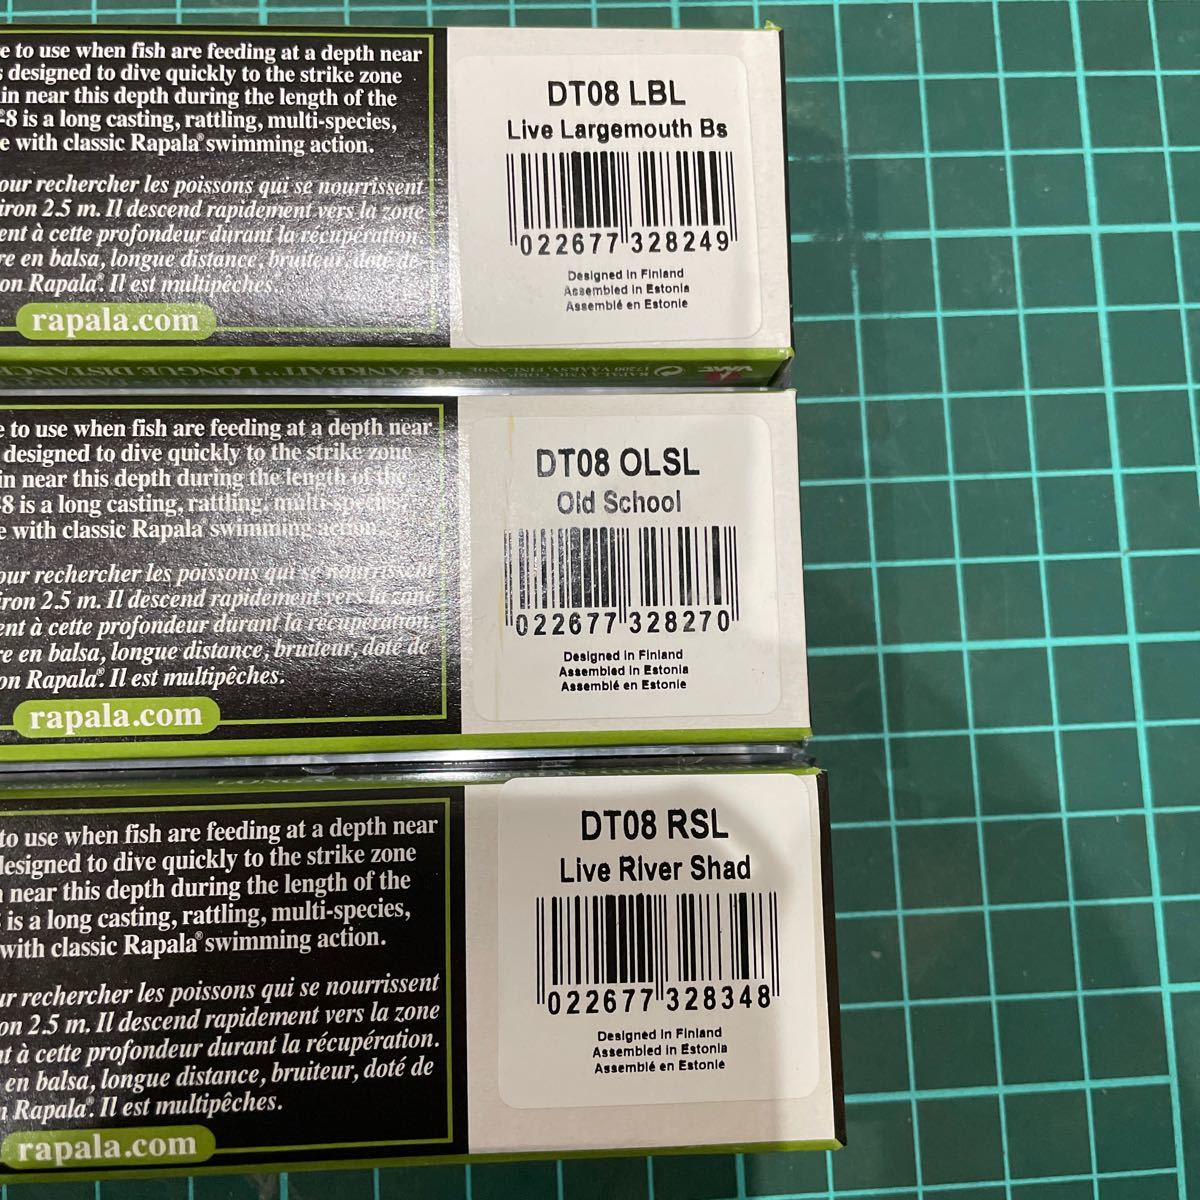 e to use when fish are feeding at a depth near
s designed to dive quickly to the strike zone
in near this depth during the length of the
-8 is a long casting, rattling, multi-species,
e with classic Rapala® swimming action.
our rechercher les poissons qui se nourrissent
iron 2.5 m. Il descend rapidement vers la zone
ent à cette profondeur durant la récupération.
re en balsa, longue distance, bruiteur, doté de
on Rapala®. Il est multipêches.
rapala.com
DT08 LBL
Live Largemouth Bs
022677 328249
Designed in Finland
Assembled in Estonia
Assemblé en Estonie
CRANKBAIT" LONGUE DISTANCE
VMC
e to use when fish are feeding at a depth near
designed to dive quickly to the strike zone
in near this depth during the length of the
-8 is a long casting, rattling, multi-species,
e with classic Rapala® swimming action.
our rechercher les poissons qui se nourrissent
iron 2.5 m. Il descend rapidement vers la zone
ent à cette profondeur durant la récupération.
re en balsa, longue distance, bruiteur, doté de
on Rapala®. Il est multipêches.
rapala.com
DT08 OLSL
Old School
022677 328270
Designed in Finland
Assembled in Estonia
Assemblé en Estonie
to use when fish are feeding at a depth near
designed to dive quickly to the strike zone
n near this depth during the length of the
is a long casting, rattling, multi-species,
with classic Rapala® swimming action.
ur rechercher les poissons qui se nourrissent
on 2.5 m. Il descend rapidement vers la zone
nt à cette profondeur durant la récupération.
en balsa, longue distance, bruiteur, doté de
n Rapala®. Il est multipêches.
rapala.com
DT08 RSL
Live River Shad
022677 328348
Designed in Finland
Assembled in Estonia
Assemblé en Estonie